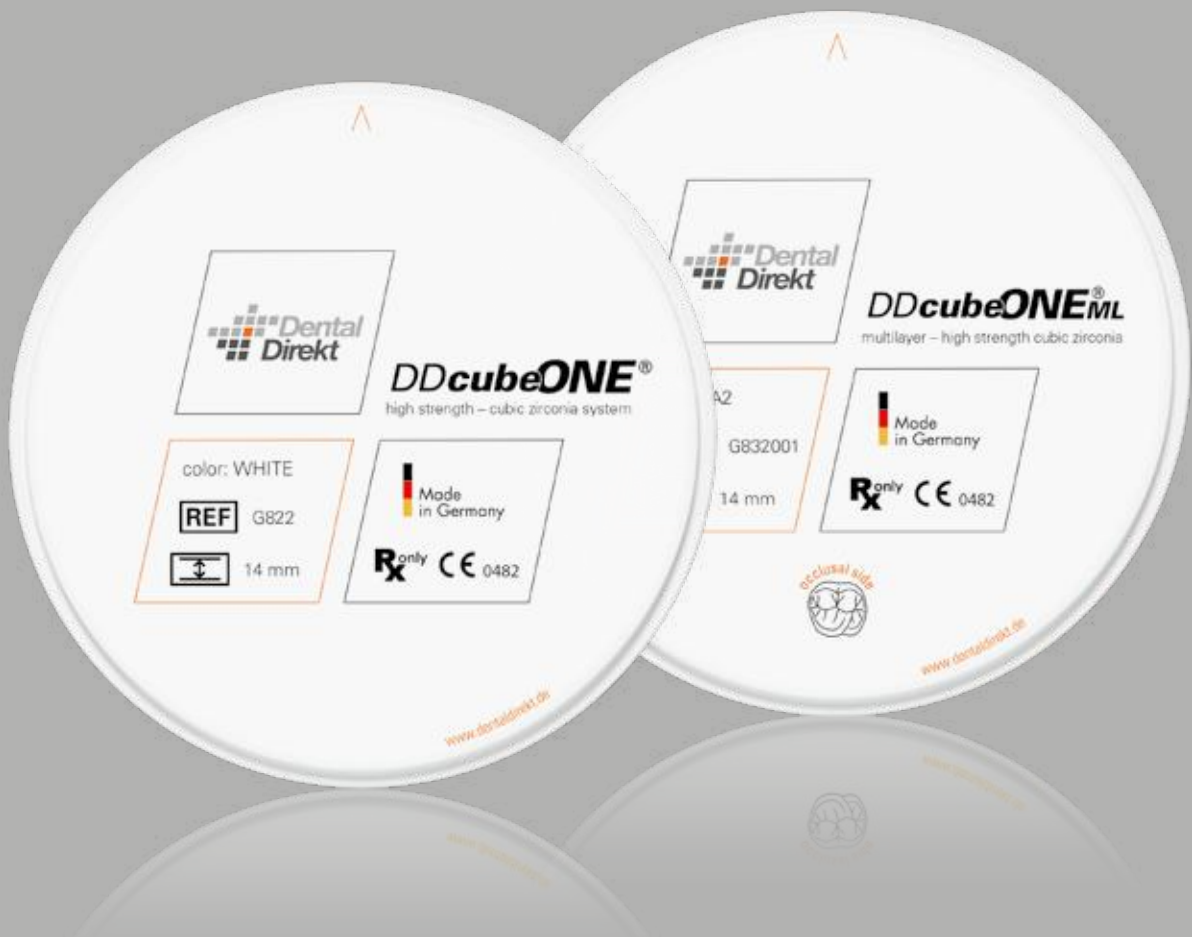 Dental
Direkt
DDcubeONE®
high strength – cubic zirconia system
color: WHITE
REF G822
14 mm
Made
in Germany
Rx only CE 0482
www.dentaldirekt.de
Dental
Direkt
DDcubeONE®ML
multilayer – high strength cubic zirconia
A2
G832001
14 mm
Made
in Germany
Rx only CE 0482
occlusal side
www.dentaldirekt.de